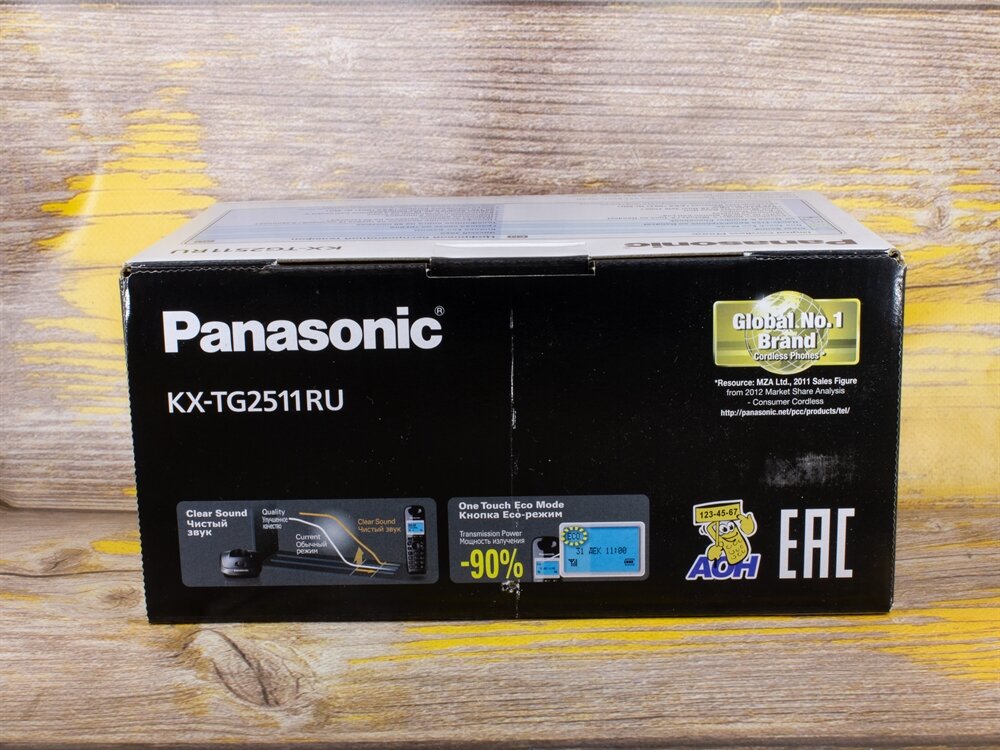 KX-TG2511RU
Panasonic
Panasonic®
KX-TG2511RU
Global No.1
Brand
Cordless Phones*
*Resource: MZA Ltd., 2011 Sales Figure
from 2012 Market Share Analysis
- Consumer Cordless
http://panasonic.net/pcc/products/tel/
Clear Sound
Чистый
звук
Quality
Улучшенное
качество
Current
Обычный
режим
Clear Sound
Чистый звук
One Touch Eco Mode
Кнопка Eco-режим
Transmission Power
Мощность излучения
-90%
ECO
31 ДЕК 11:00
123-45-67
АОН
EAC